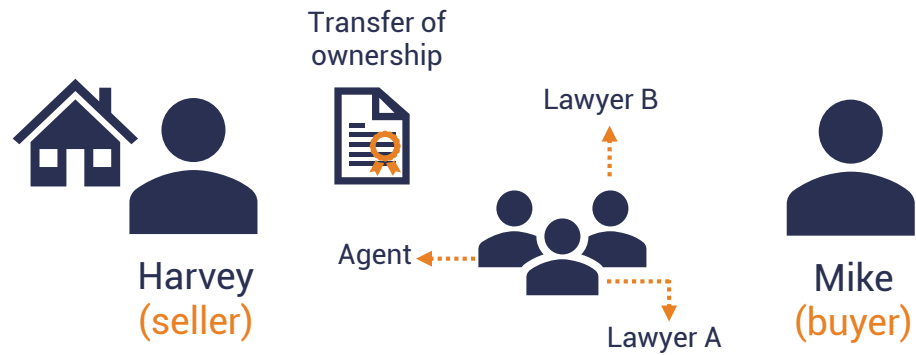 Transfer of
ownership
Lawyer B
Agent
Harvey
(seller)
Lawyer A
Mike
(buyer)